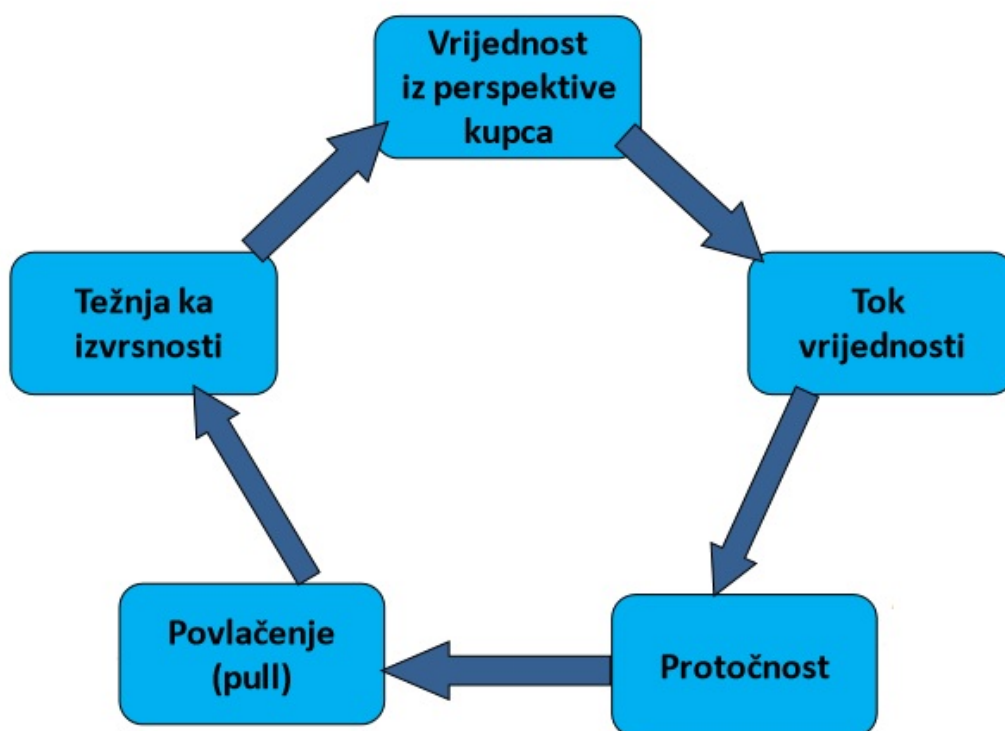 Vrijednost
iz perspektive
kupca
Tok
vrijednosti
Protočnost
Povlačenje
(pull)
Težnja ka
izvrsnosti